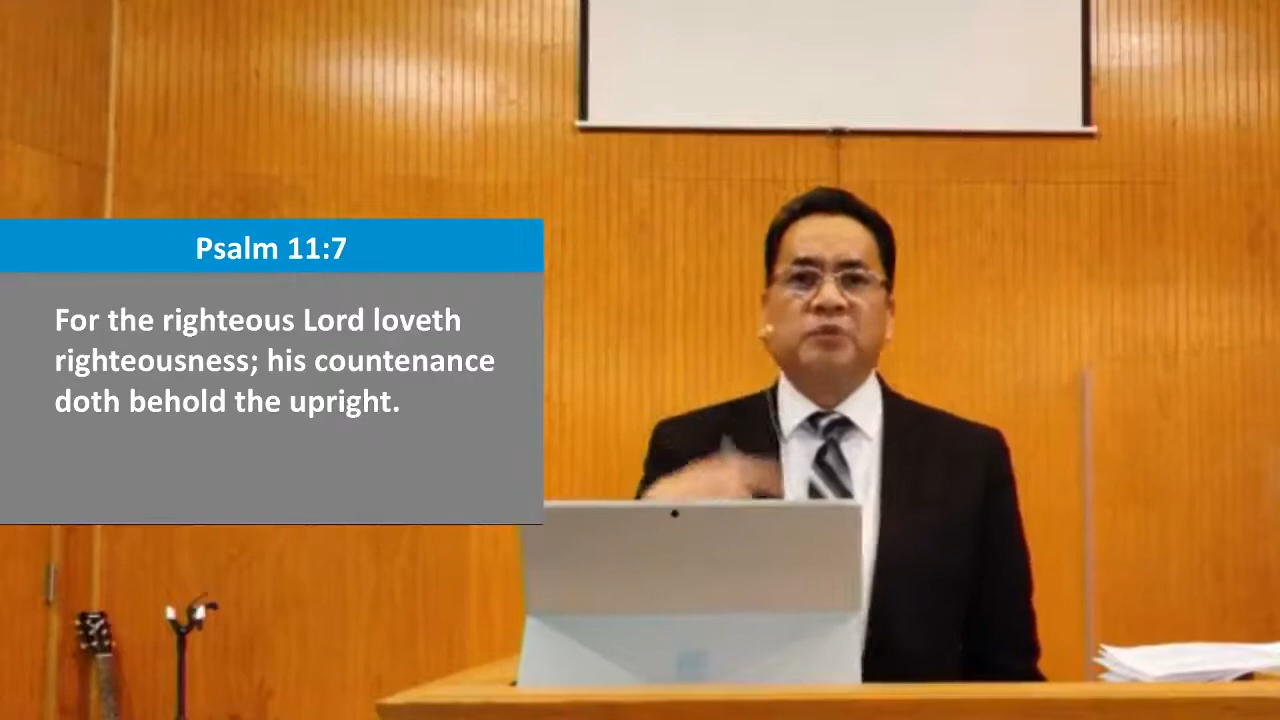 Psalm 11:7
For the righteous Lord loveth
righteousness; his countenance
doth behold the upright.